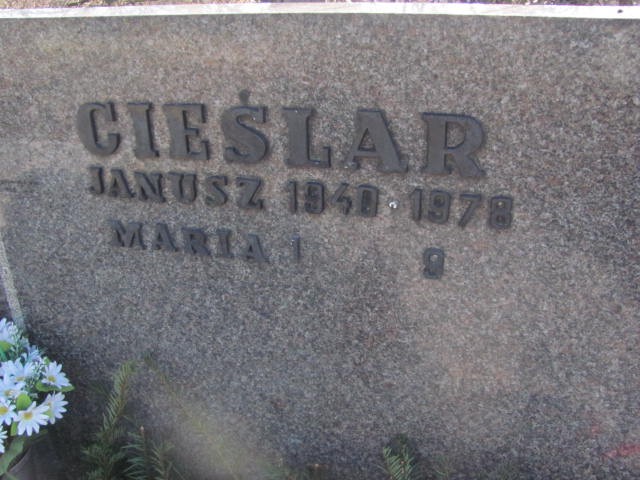 CIEŚLAR
JANUSZ 1940 · 1978
MARIA 1 9